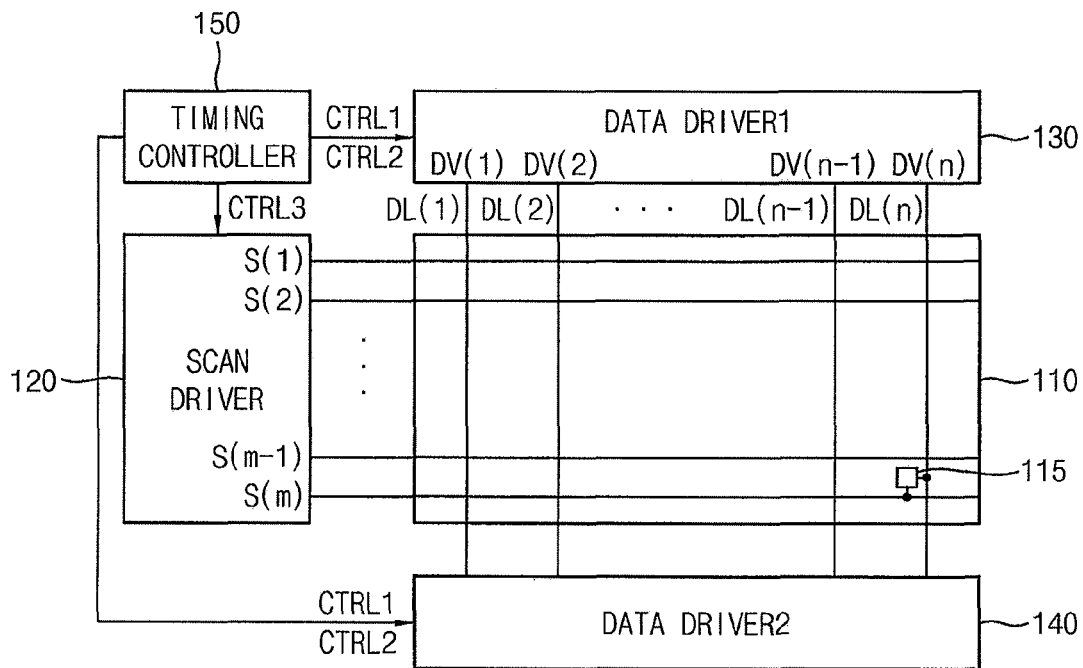 150
TIMING
CONTROLLER
CTRL1
CTRL2
DATA DRIVER1
130
DV(1) DV(2) DV(n-1) DV(n)
CTRL3
DL(1) DL(2) · · · DL(n-1) DL(n)
S(1)
S(2)
120
SCAN
DRIVER
110
S(m-1)
115
S(m)
CTRL1
CTRL2
DATA DRIVER2
140